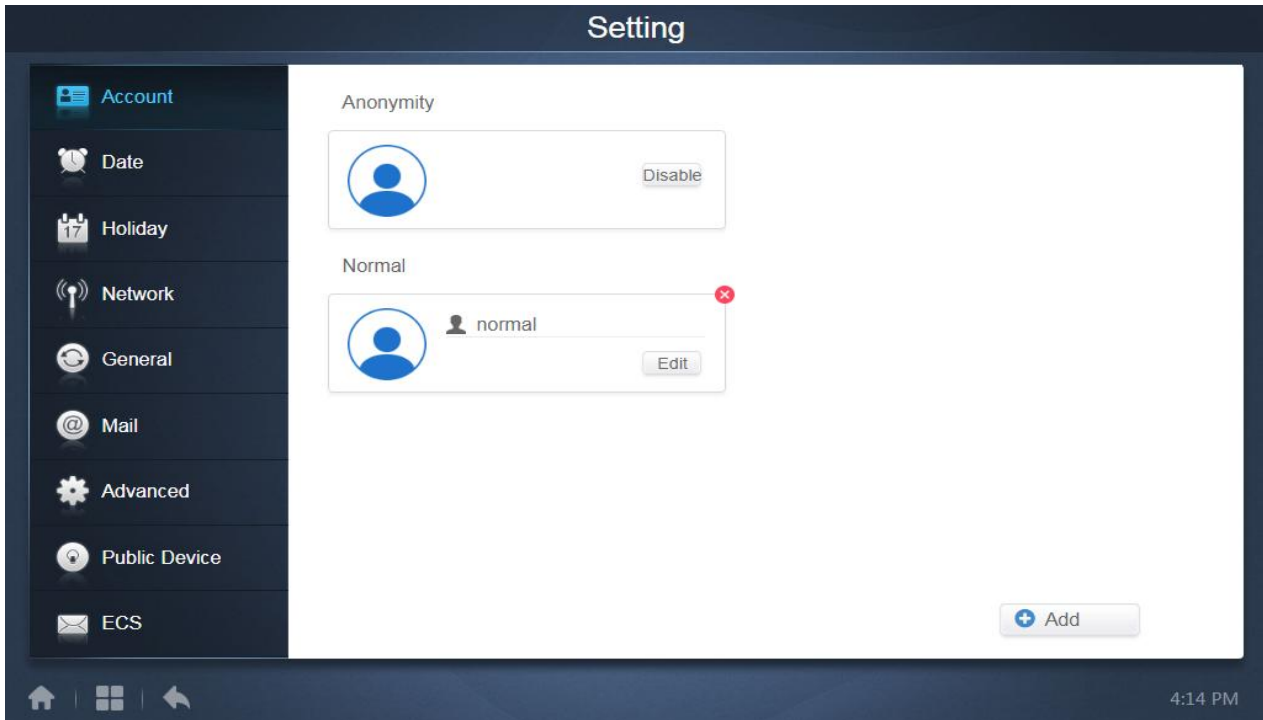 Setting
Account
Date
Holiday
17
Network
General
Mail
Advanced
Public Device
ECS
Anonymity
Disable
Normal
normal
Edit
Add
4:14 PM